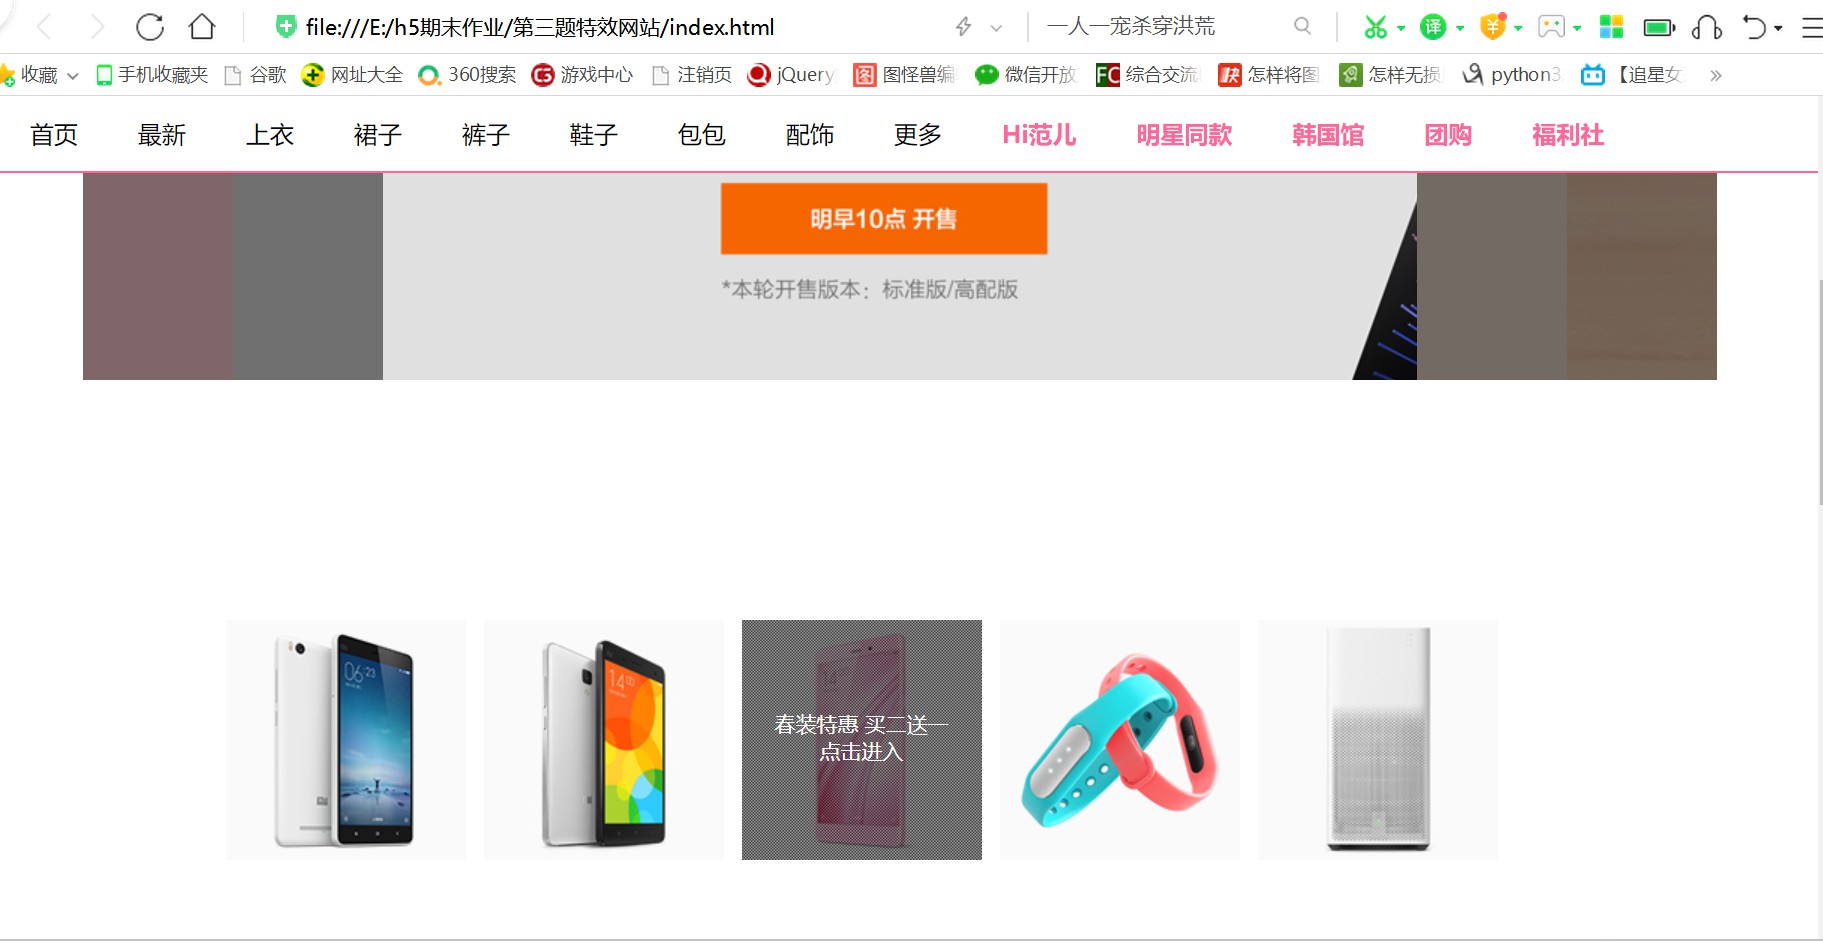 file:///E:/h5期末作业/第三题特效网站/index.html
一人一宠杀穿洪荒
译
收藏
手机收藏夹
谷歌
网址大全
360搜索
游戏中心
注销页
jQuery
图怪兽编
微信开放
综合交流
怎样将图
怎样无损
python3
【追星女
首页
最新
上衣
裙子
裤子
鞋子
包包
配饰
更多
Hi范儿
明星同款
韩国馆
团购
福利社
明早10点 开售
*本轮开售版本：标准版/高配版
06:23
14:00
春装特惠 买二送一
点击进入